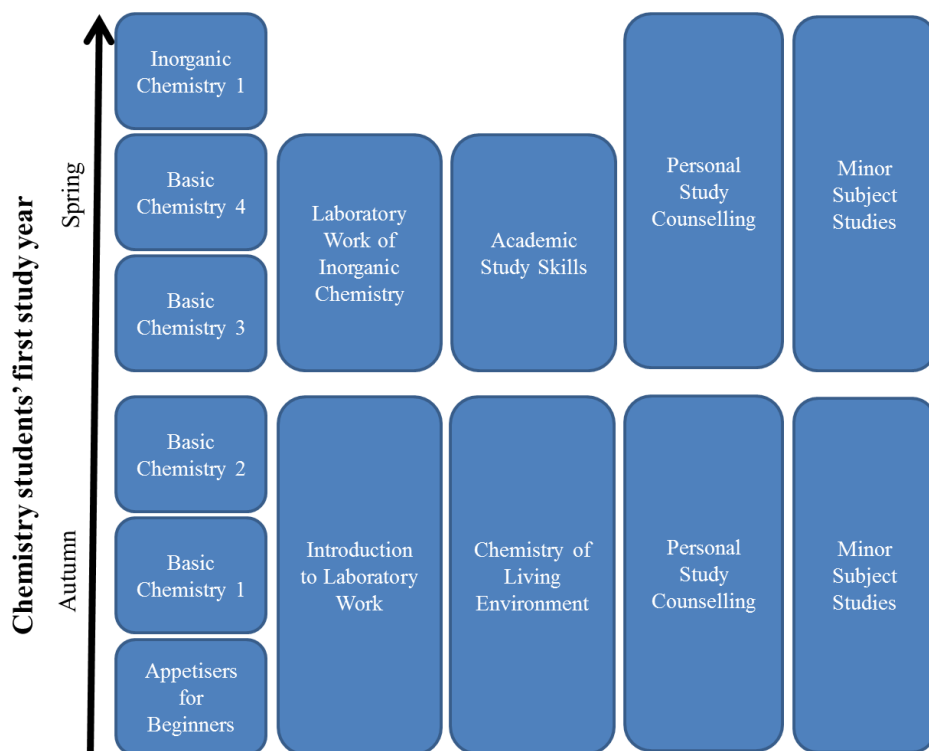 Chemistry students' first study year
Spring
Autumn
Inorganic
Chemistry 1
Basic
Chemistry 4
Basic
Chemistry 3
Laboratory
Work of
Inorganic
Chemistry
Academic
Study Skills
Personal
Study
Counselling
Minor
Subject
Studies
Basic
Chemistry 2
Basic
Chemistry 1
Appetisers
for
Beginners
Introduction
to Laboratory
Work
Chemistry of
Living
Environment
Personal
Study
Counselling
Minor
Subject
Studies